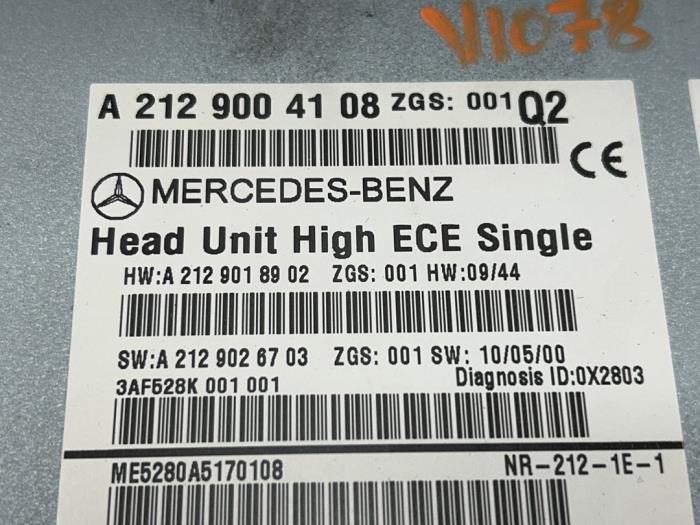 V1078
A 212 900 41 08 ZGS: 001 Q2
CE
MERCEDES-BENZ
Head Unit High ECE Single
HW:A 212 901 89 02 ZGS: 001 HW:09/44
SW:A 212 902 67 03 ZGS: 001 SW: 10/05/00
3AF528K 001 001 Diagnosis ID:0X2803
ME5280A5170108 NR-212-1E-1